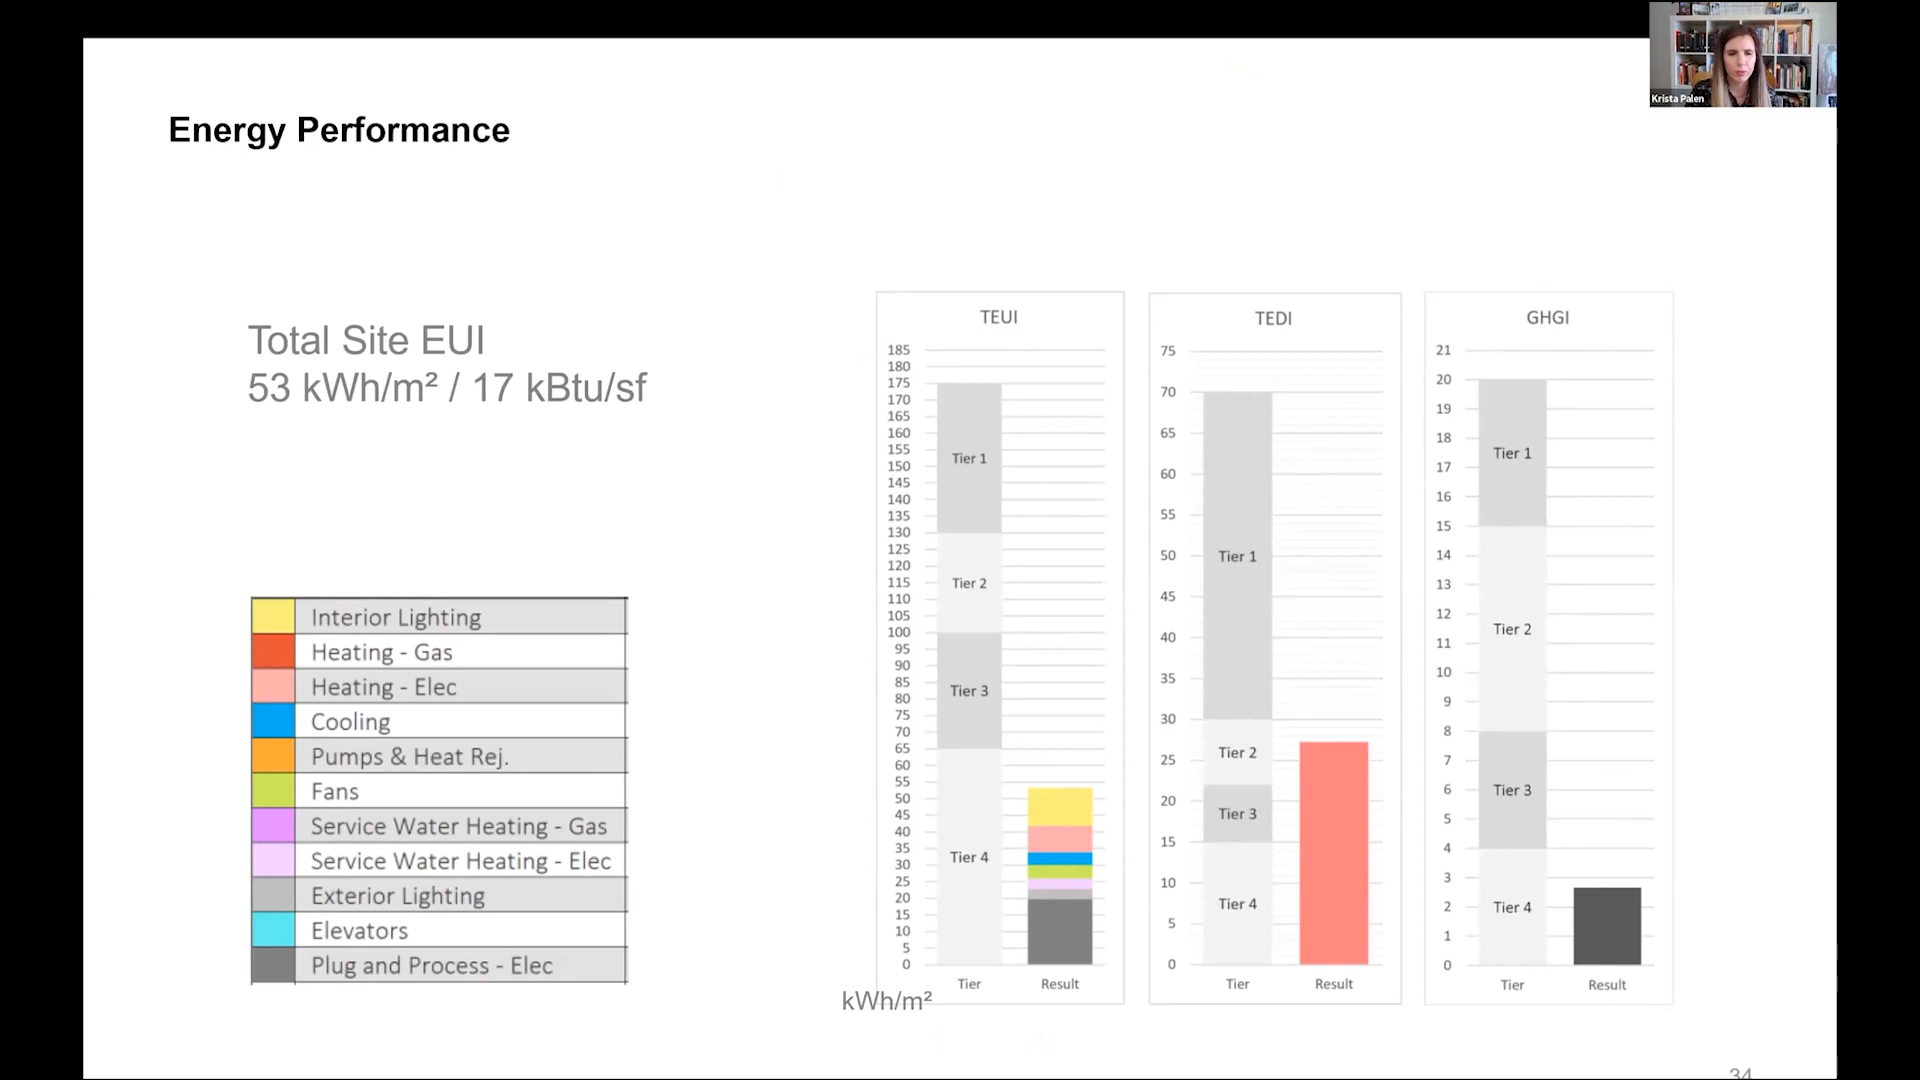 Krista Palen
Energy Performance
Total Site EUI
53 kWh/m² / 17 kBtu/sf
Interior Lighting
Heating - Gas
Heating - Elec
Cooling
Pumps & Heat Rej.
Fans
Service Water Heating - Gas
Service Water Heating - Elec
Exterior Lighting
Elevators
Plug and Process - Elec
TEUI
185
180
175
170
165
160
155
150
145
140
135
130
125
120
115
110
105
100
95
90
85
80
75
70
65
60
55
50
45
40
35
30
25
20
15
10
5
0
Tier 1
Tier 2
Tier 3
Tier 4
Tier Result
kWh/m²
TEDI
75
70
65
60
55
50
45
40
35
30
25
20
15
10
5
0
Tier 1
Tier 2
Tier 3
Tier 4
Tier Result
GHGI
21
20
19
18
17
16
15
14
13
12
11
10
9
8
7
6
5
4
3
2
1
0
Tier 1
Tier 2
Tier 3
Tier 4
Tier Result
34